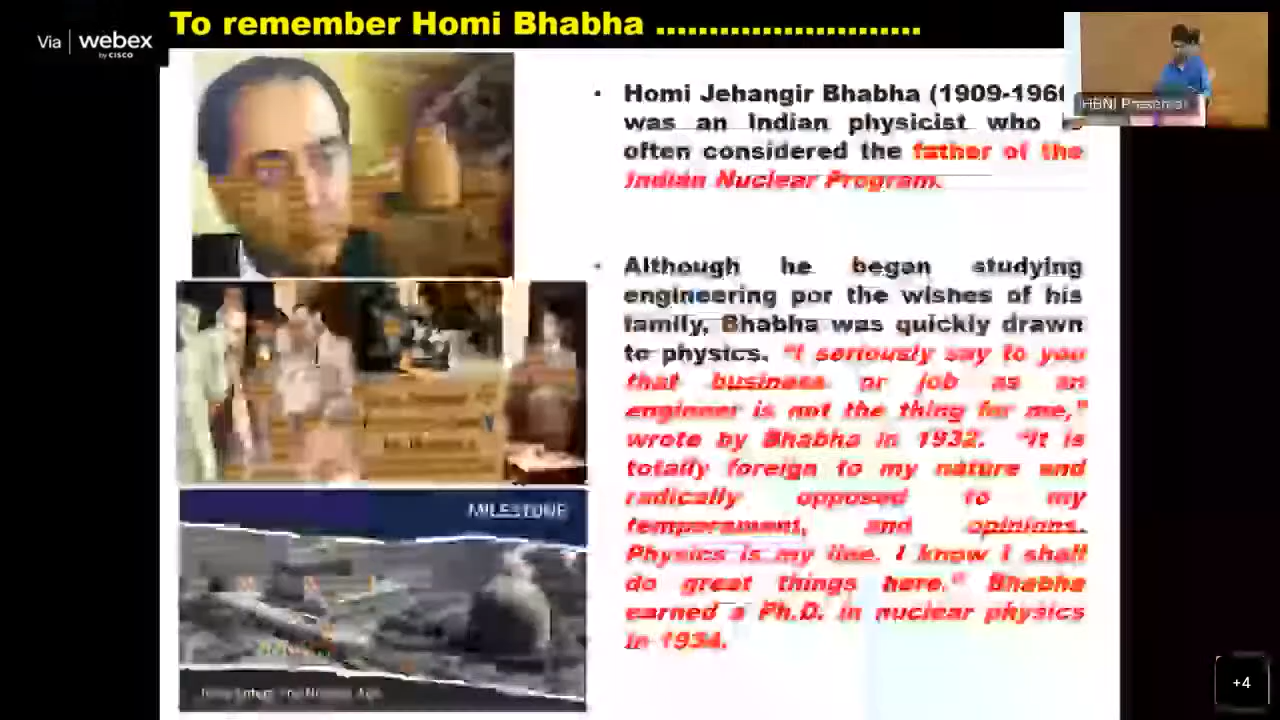 To remember Homi Bhabha ........................
Via webex
by CISCO
Homi Jehangir Bhabha (1909-196
was an Indian physicist who is
often considered the father of the
Indian Nuclear Program.
Although he began studying
engineering per the wishes of his
family, Bhabha was quickly drawn
to physics. "I seriously say to you
that business or job as an
engineer is not the thing for me,"
wrote by Bhabha in 1932. "It is
totally foreign to my nature and
radically opposed to my
temperament, and opinions.
Physics is my line. I know I shall
do great things here." Bhabha
earned a Ph.D. in nuclear physics
in 1934.
MILESTONE
HBNI
+4